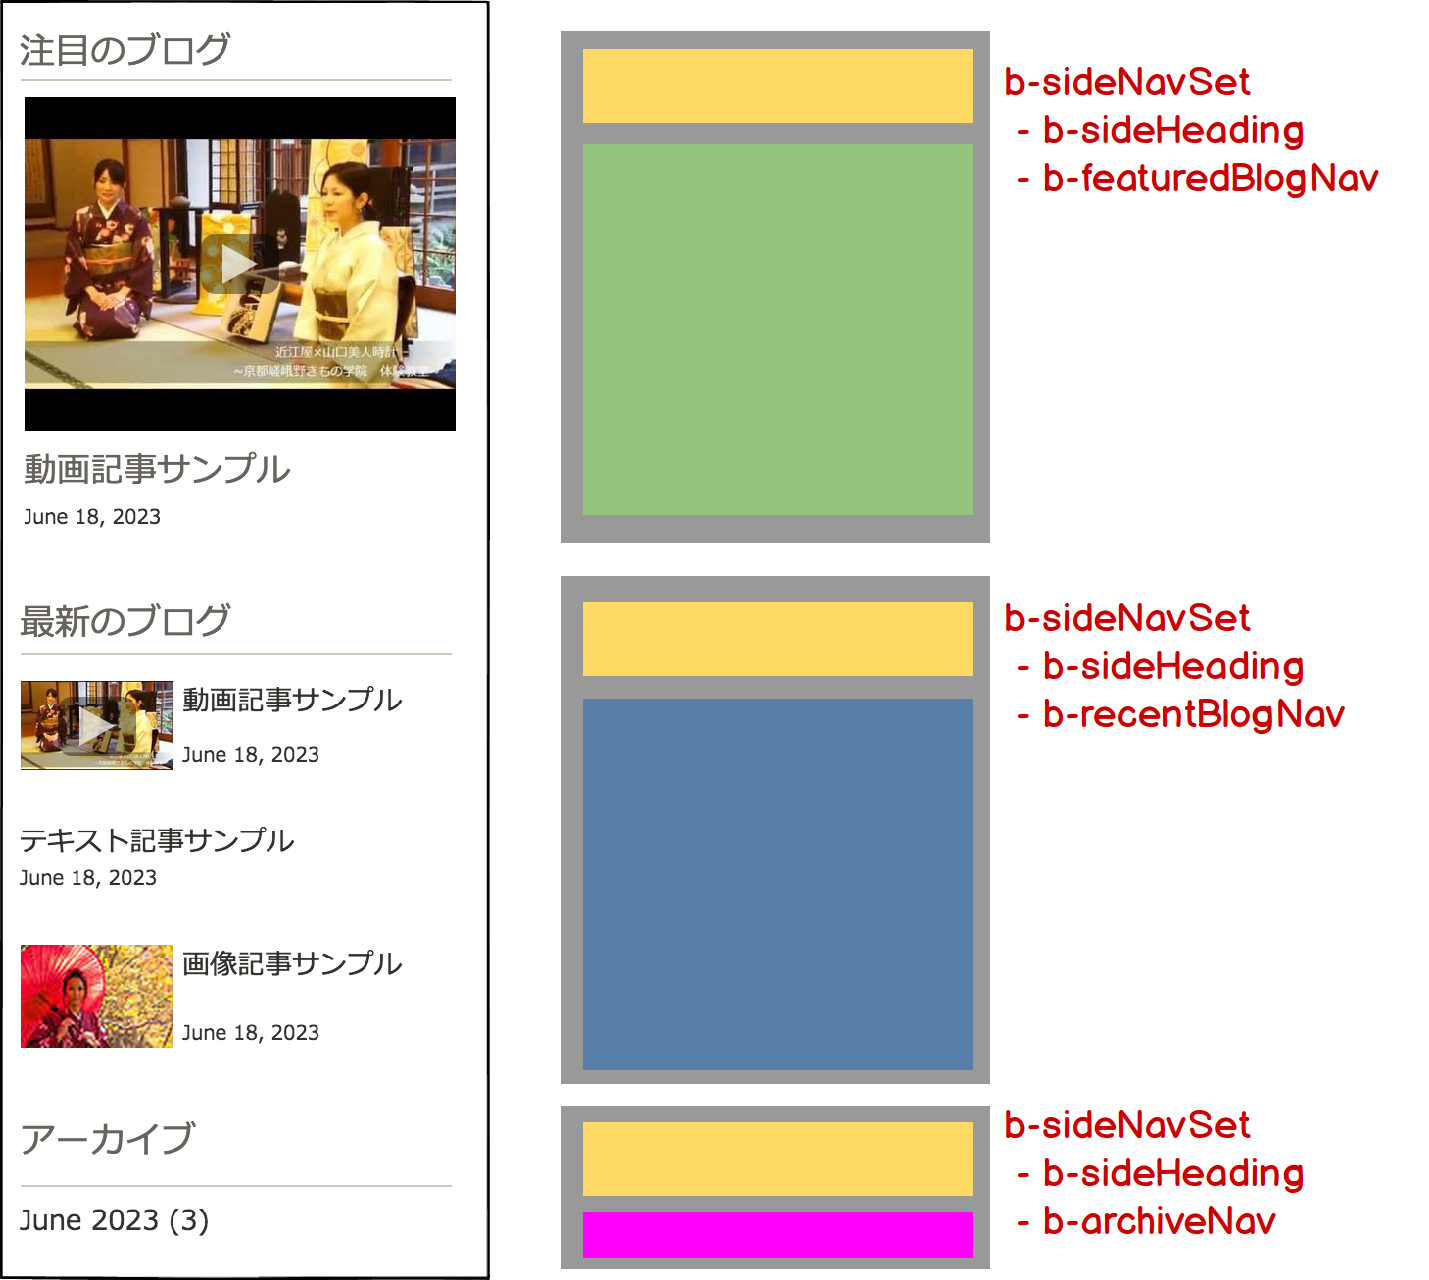 注目のブログ
近江屋×山口美人時計
~京都嵯峨野きもの学院 体験教室~
動画記事サンプル
June 18, 2023
最新のブログ
動画記事サンプル
June 18, 2023
テキスト記事サンプル
June 18, 2023
画像記事サンプル
June 18, 2023
アーカイブ
June 2023 (3)
b-sideNavSet
- b-sideHeading
- b-featuredBlogNav
b-sideNavSet
- b-sideHeading
- b-recentBlogNav
b-sideNavSet
- b-sideHeading
- b-archiveNav